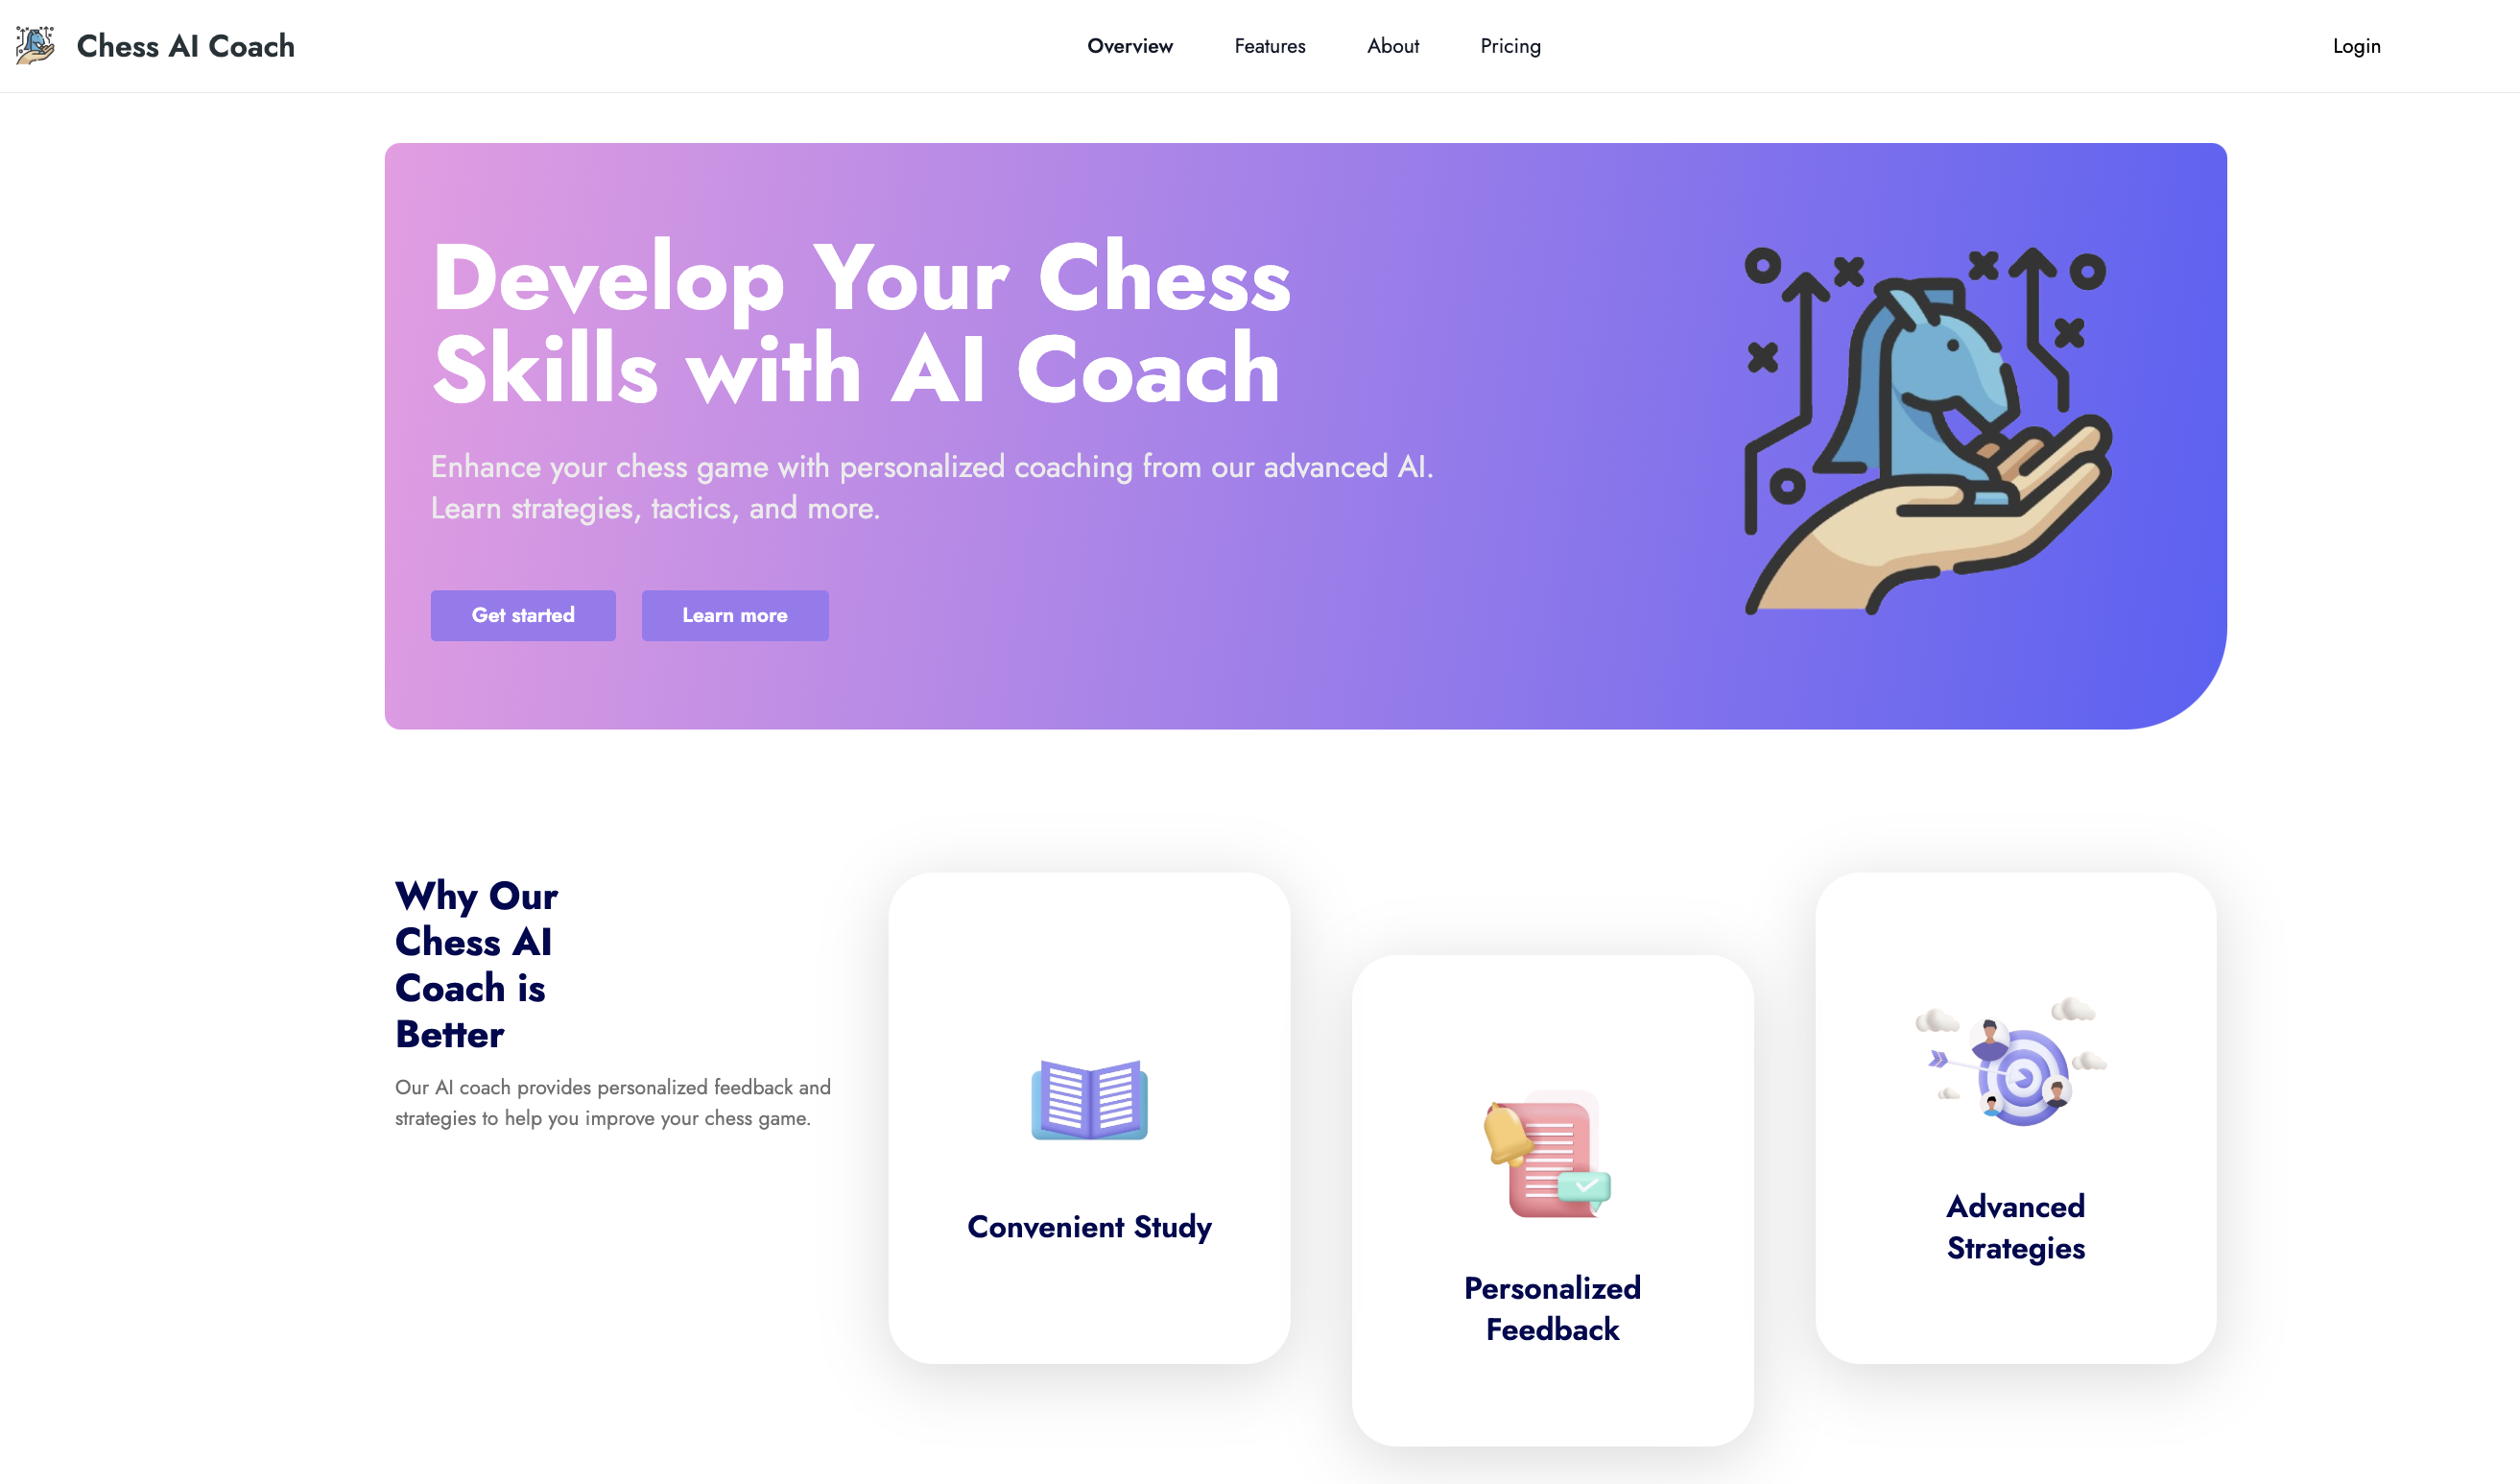 Chess AI Coach
Overview
Features
About
Pricing
Login
Develop Your Chess
Skills with AI Coach
Enhance your chess game with personalized coaching from our advanced AI.
Learn strategies, tactics, and more.
Get started
Learn more
Why Our
Chess AI
Coach is
Better
Our AI coach provides personalized feedback and
strategies to help you improve your chess game.
Convenient Study
Personalized
Feedback
Advanced
Strategies